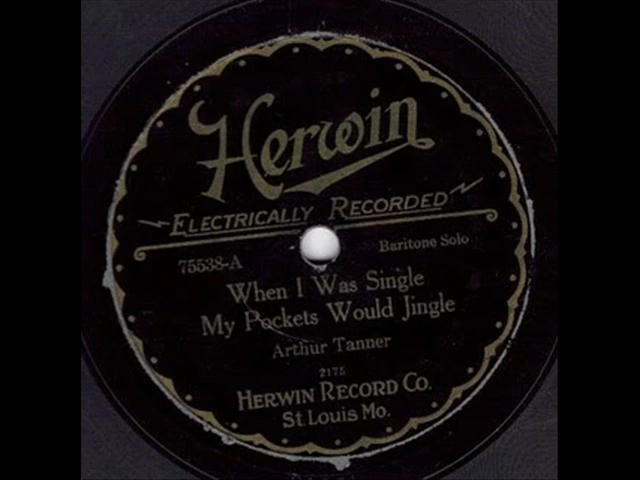 Herwin
ELECTRICALLY RECORDED
75538-A
Baritone Solo
When I Was Single
My Pockets Would Jingle
Arthur Tanner
2175
HERWIN RECORD CO.
St. Louis Mo.